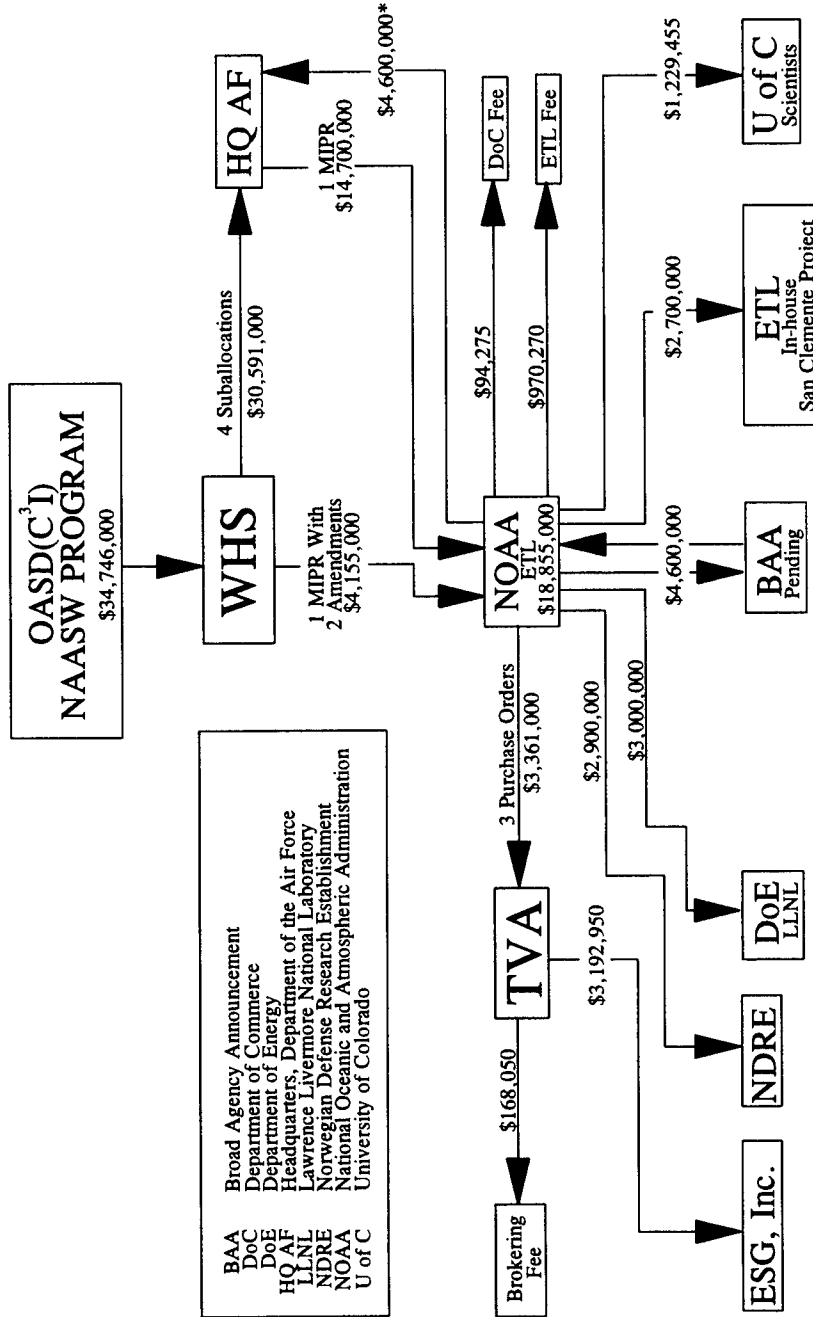 OASD(C³I)
NAASW PROGRAM
$34,746,000
BAA Broad Agency Announcement
DoC Department of Commerce
DoE Department of Energy
HQ AF Headquarters, Department of the Air Force
LLNL Lawrence Livermore National Laboratory
NDRE Norwegian Defense Research Establishment
NOAA National Oceanic and Atmospheric Administration
U of C University of Colorado
WHS
4 Suballocations
$30,591,000
HQ AF
1 MIPR With
2 Amendments
$4,155,000
1 MIPR
$14,700,000
$4,600,000*
NOAA
ETL
$18,855,000
3 Purchase Orders
$3,361,000
TVA
$168,050
Brokering
Fee
$3,192,950
$94,275
DoC Fee
$970,270
ETL Fee
$2,900,000
$3,000,000
$4,600,000
$2,700,000
$1,229,455
ESG, Inc.
NDRE
DoE
LLNL
BAA
Pending
ETL
In-house
San Clemente Project
U of C
Scientists